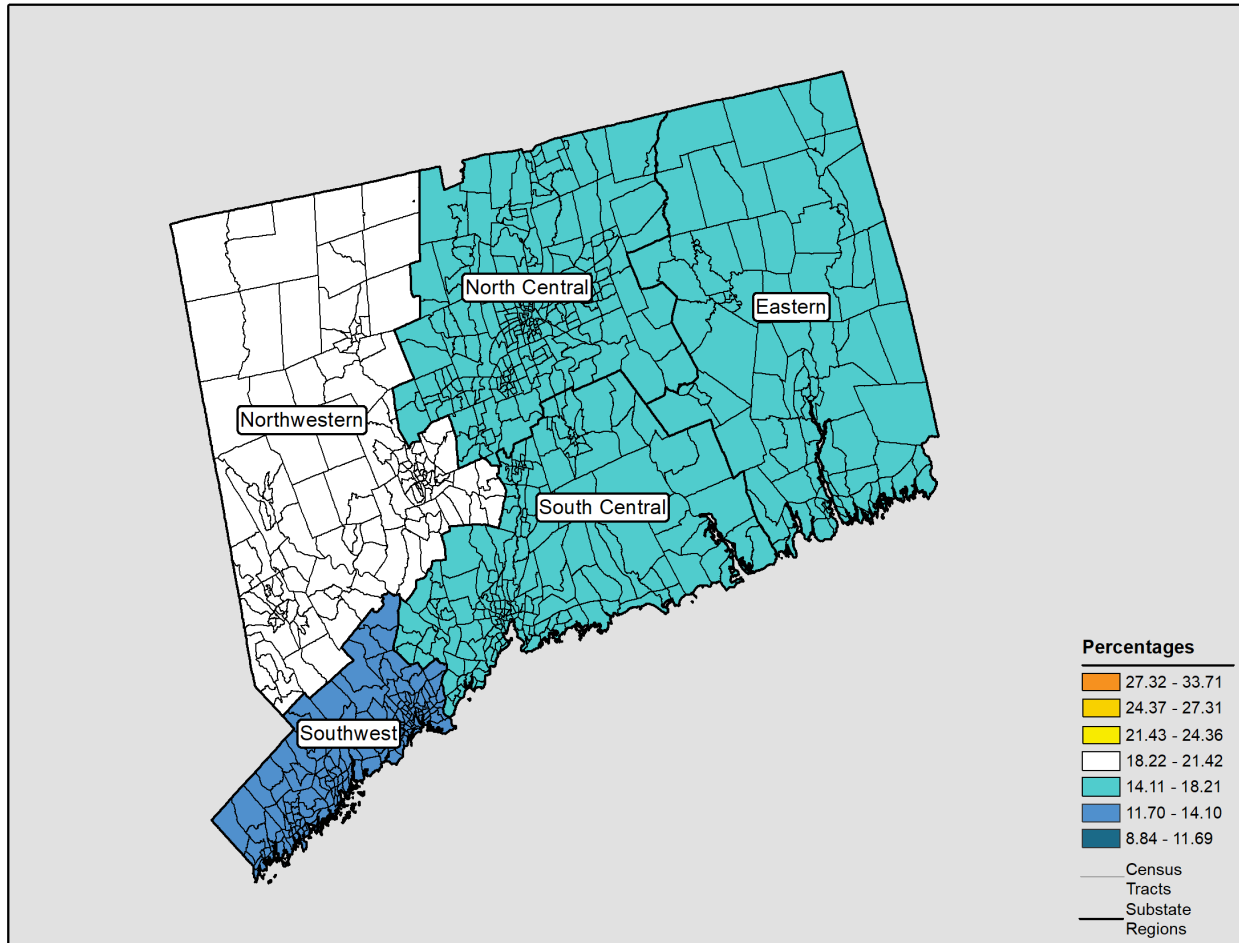 North Central
Eastern
Northwestern
South Central
Southwest
Percentages
27.32 - 33.71
24.37 - 27.31
21.43 - 24.36
18.22 - 21.42
14.11 - 18.21
11.70 - 14.10
8.84 - 11.69
Census
Tracts
Substate
Regions